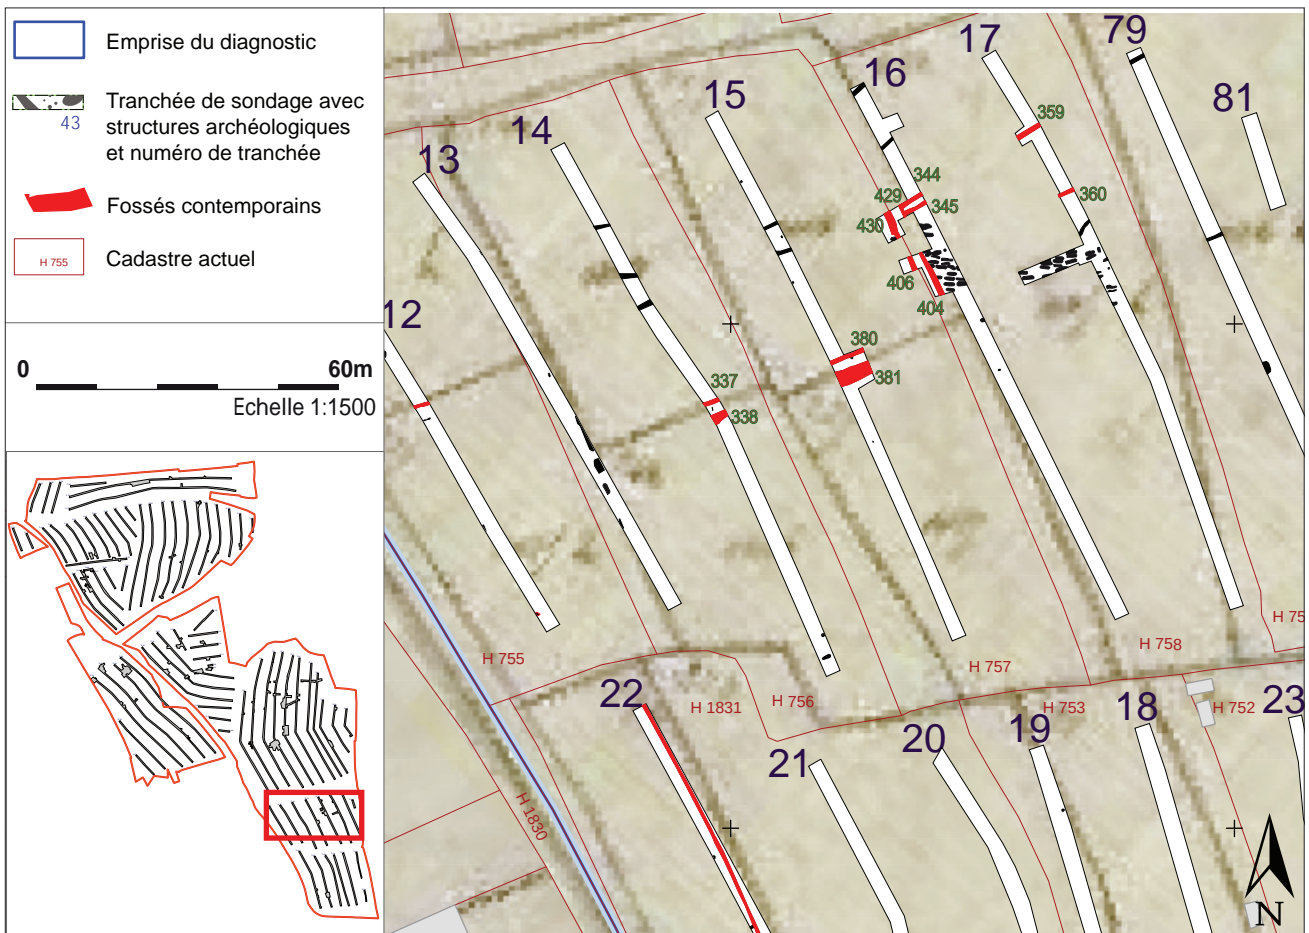 Emprise du diagnostic
Tranchée de sondage avec
structures archéologiques
et numéro de tranchée
43
Fossés contemporains
H 755
Cadastre actuel
0
60m
Echelle 1:1500
12
13
14
15
16
17
79
81
359
360
344
429
345
430
406
404
380
381
337
338
H 755
H 1831
H 756
H 757
H 758
H 75
H 753
H 752
H 1830
22
21
20
19
18
23
N